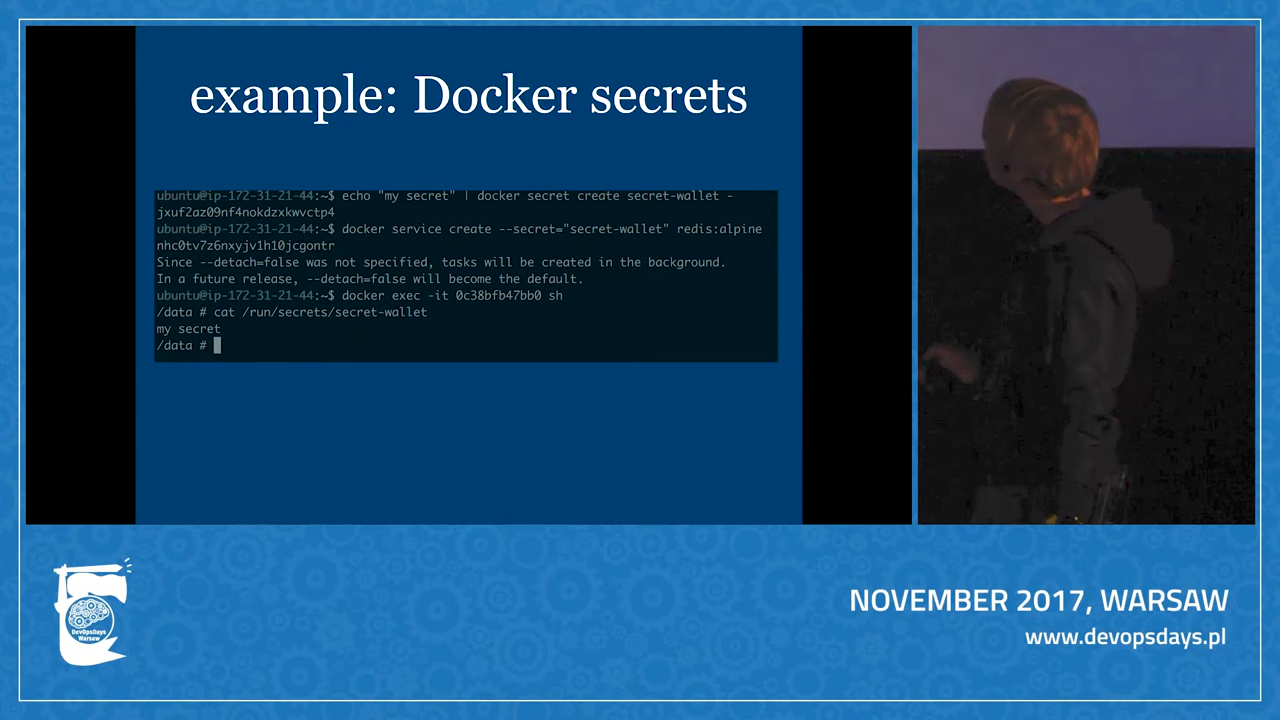 example: Docker secrets
ubuntu@ip-172-31-21-44:~$ echo "my secret" | docker secret create secret-wallet -
jxuf2az09nf4nokdzxkwvctp4
ubuntu@ip-172-31-21-44:~$ docker service create --secret="secret-wallet" redis:alpine
nhc0tv7z6nxyjv1h10jcgontr
Since --detach=false was not specified, tasks will be created in the background.
In a future release, --detach=false will become the default.
ubuntu@ip-172-31-21-44:~$ docker exec -it 0c38bfb47bb0 sh
/data # cat /run/secrets/secret-wallet
my secret
/data #
DevOpsDays
Warsaw
NOVEMBER 2017, WARSAW
www.devopsdays.pl